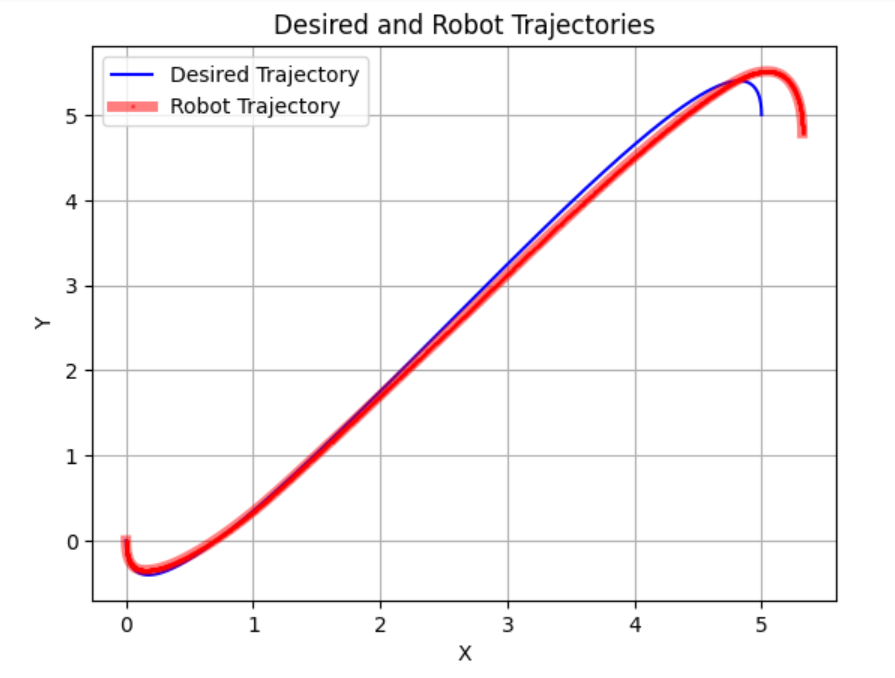 Desired and Robot Trajectories
Desired Trajectory
Robot Trajectory
5
4
3
2
1
0
Y
0 1 2 3 4 5
X